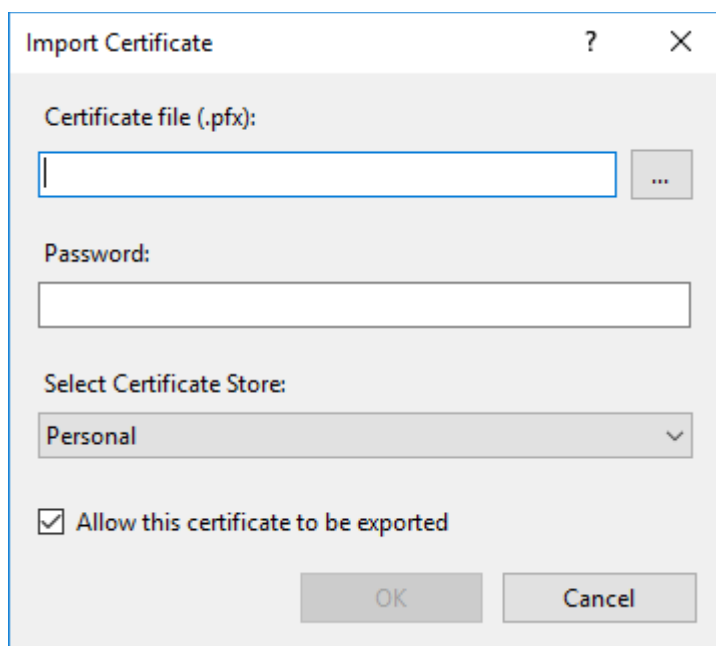 Import Certificate ?
Certificate file (.pfx):
...
Password:
Select Certificate Store:
Personal
Allow this certificate to be exported
OK Cancel